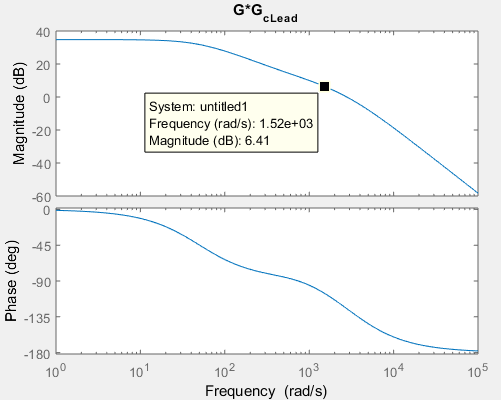 G*GcLead
40
20
0
-20
-40
-60
Magnitude (dB)
System: untitled1
Frequency (rad/s): 1.52e+03
Magnitude (dB): 6.41
0
-45
-90
-135
-180
Phase (deg)
10^0 10^1 10^2 10^3 10^4 10^5
Frequency (rad/s)